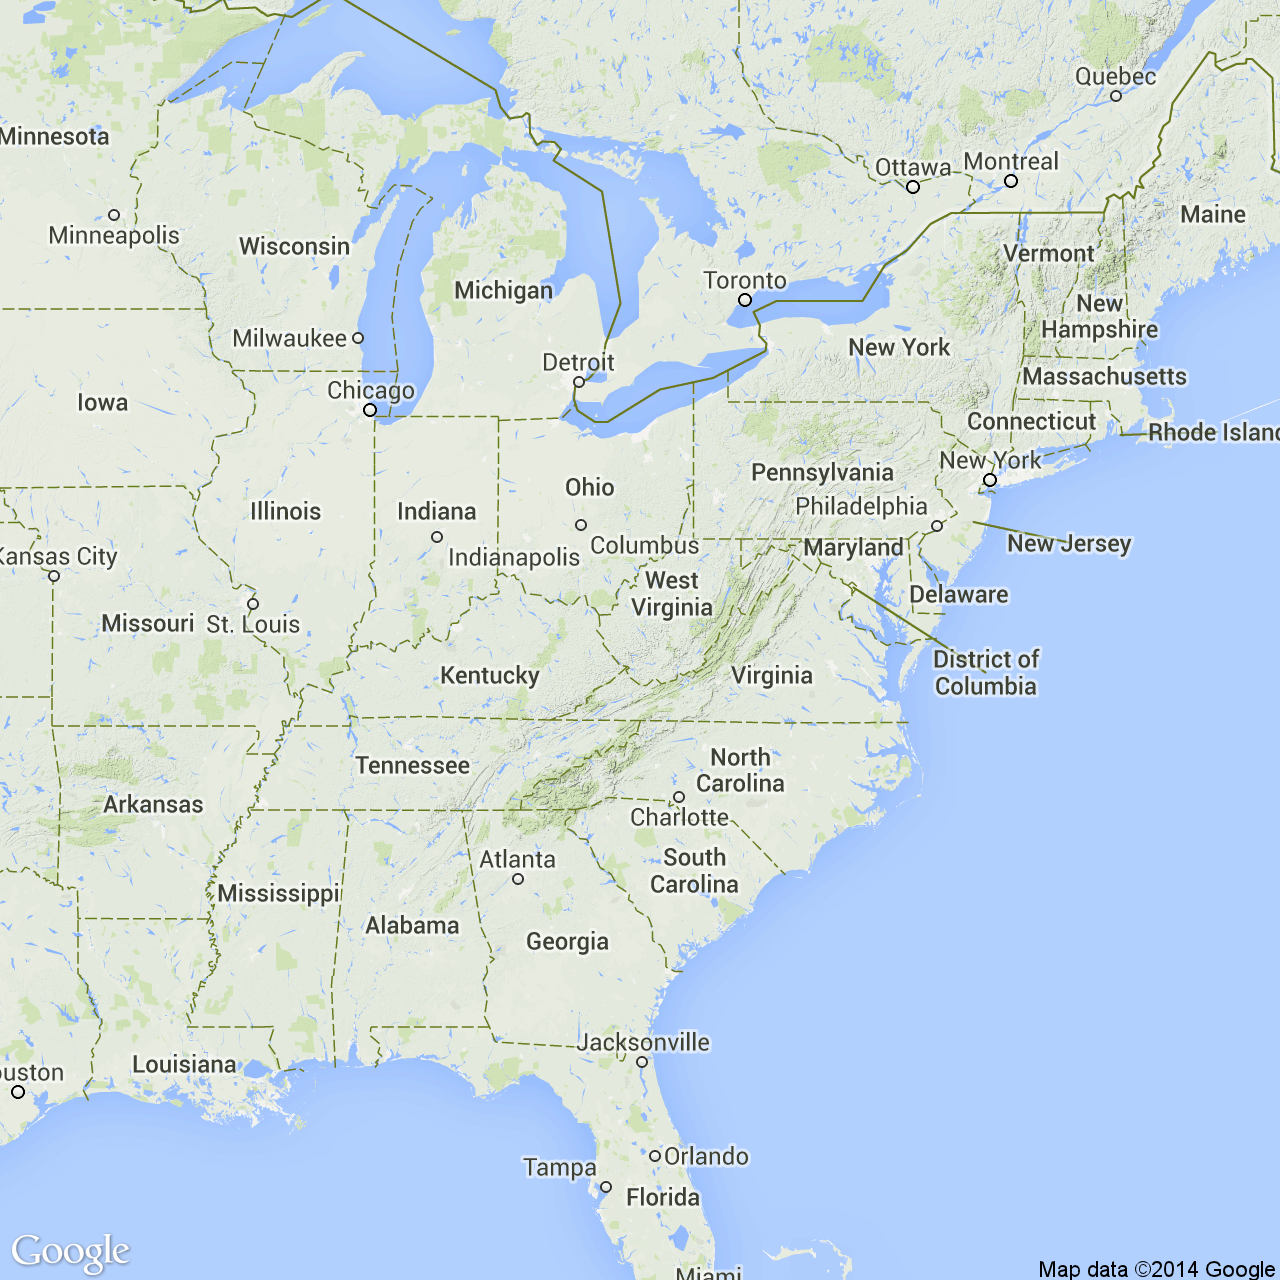 Quebec
Minnesota
Ottawa
Montreal
Maine
Minneapolis
Wisconsin
Vermont
Michigan
Toronto
New
Hampshire
Milwaukee
New York
Detroit
Massachusetts
Chicago
Iowa
Connecticut
Rhode Islan
New York
Pennsylvania
Ohio
Philadelphia
Illinois
Indiana
New Jersey
Columbus
Maryland
Kansas City
Indianapolis
West
Virginia
Delaware
Missouri
St. Louis
District of
Columbia
Kentucky
Virginia
Tennessee
North
Carolina
Arkansas
Charlotte
Atlanta
South
Carolina
Mississippi
Alabama
Georgia
Jacksonville
Louisiana
ouston
Orlando
Tampa
Florida
Google
Miami
Map data ©2014 Google